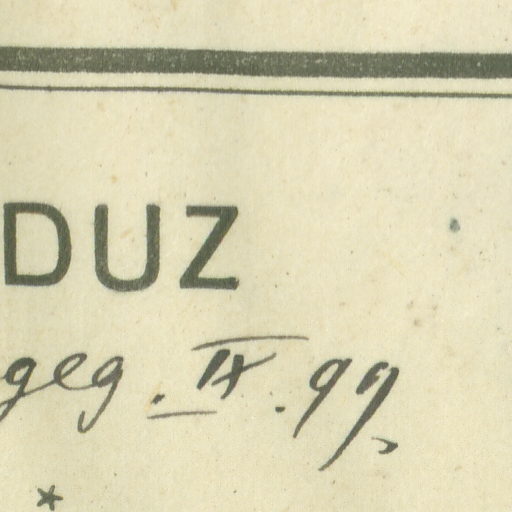 DUZ
geg. IX. 99.
*